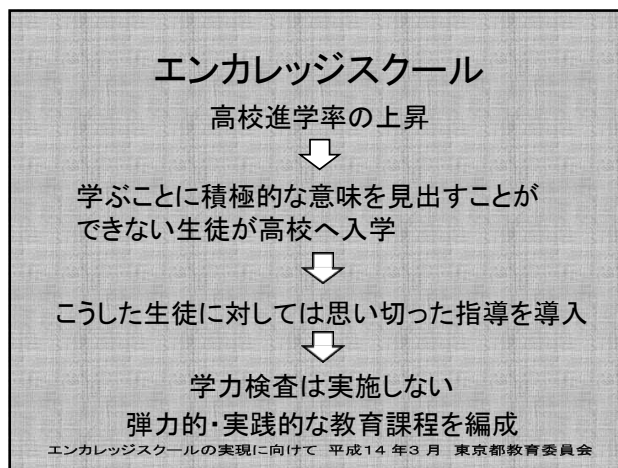 エンカレッジスクール
高校進学率の上昇
学ぶことに積極的な意味を見出すことが
できない生徒が高校へ入学
こうした生徒に対しては思い切った指導を導入
学力検査は実施しない
弾力的・実践的な教育課程を編成
エンカレッジスクールの実現に向けて 平成14年3月 東京都教育委員会